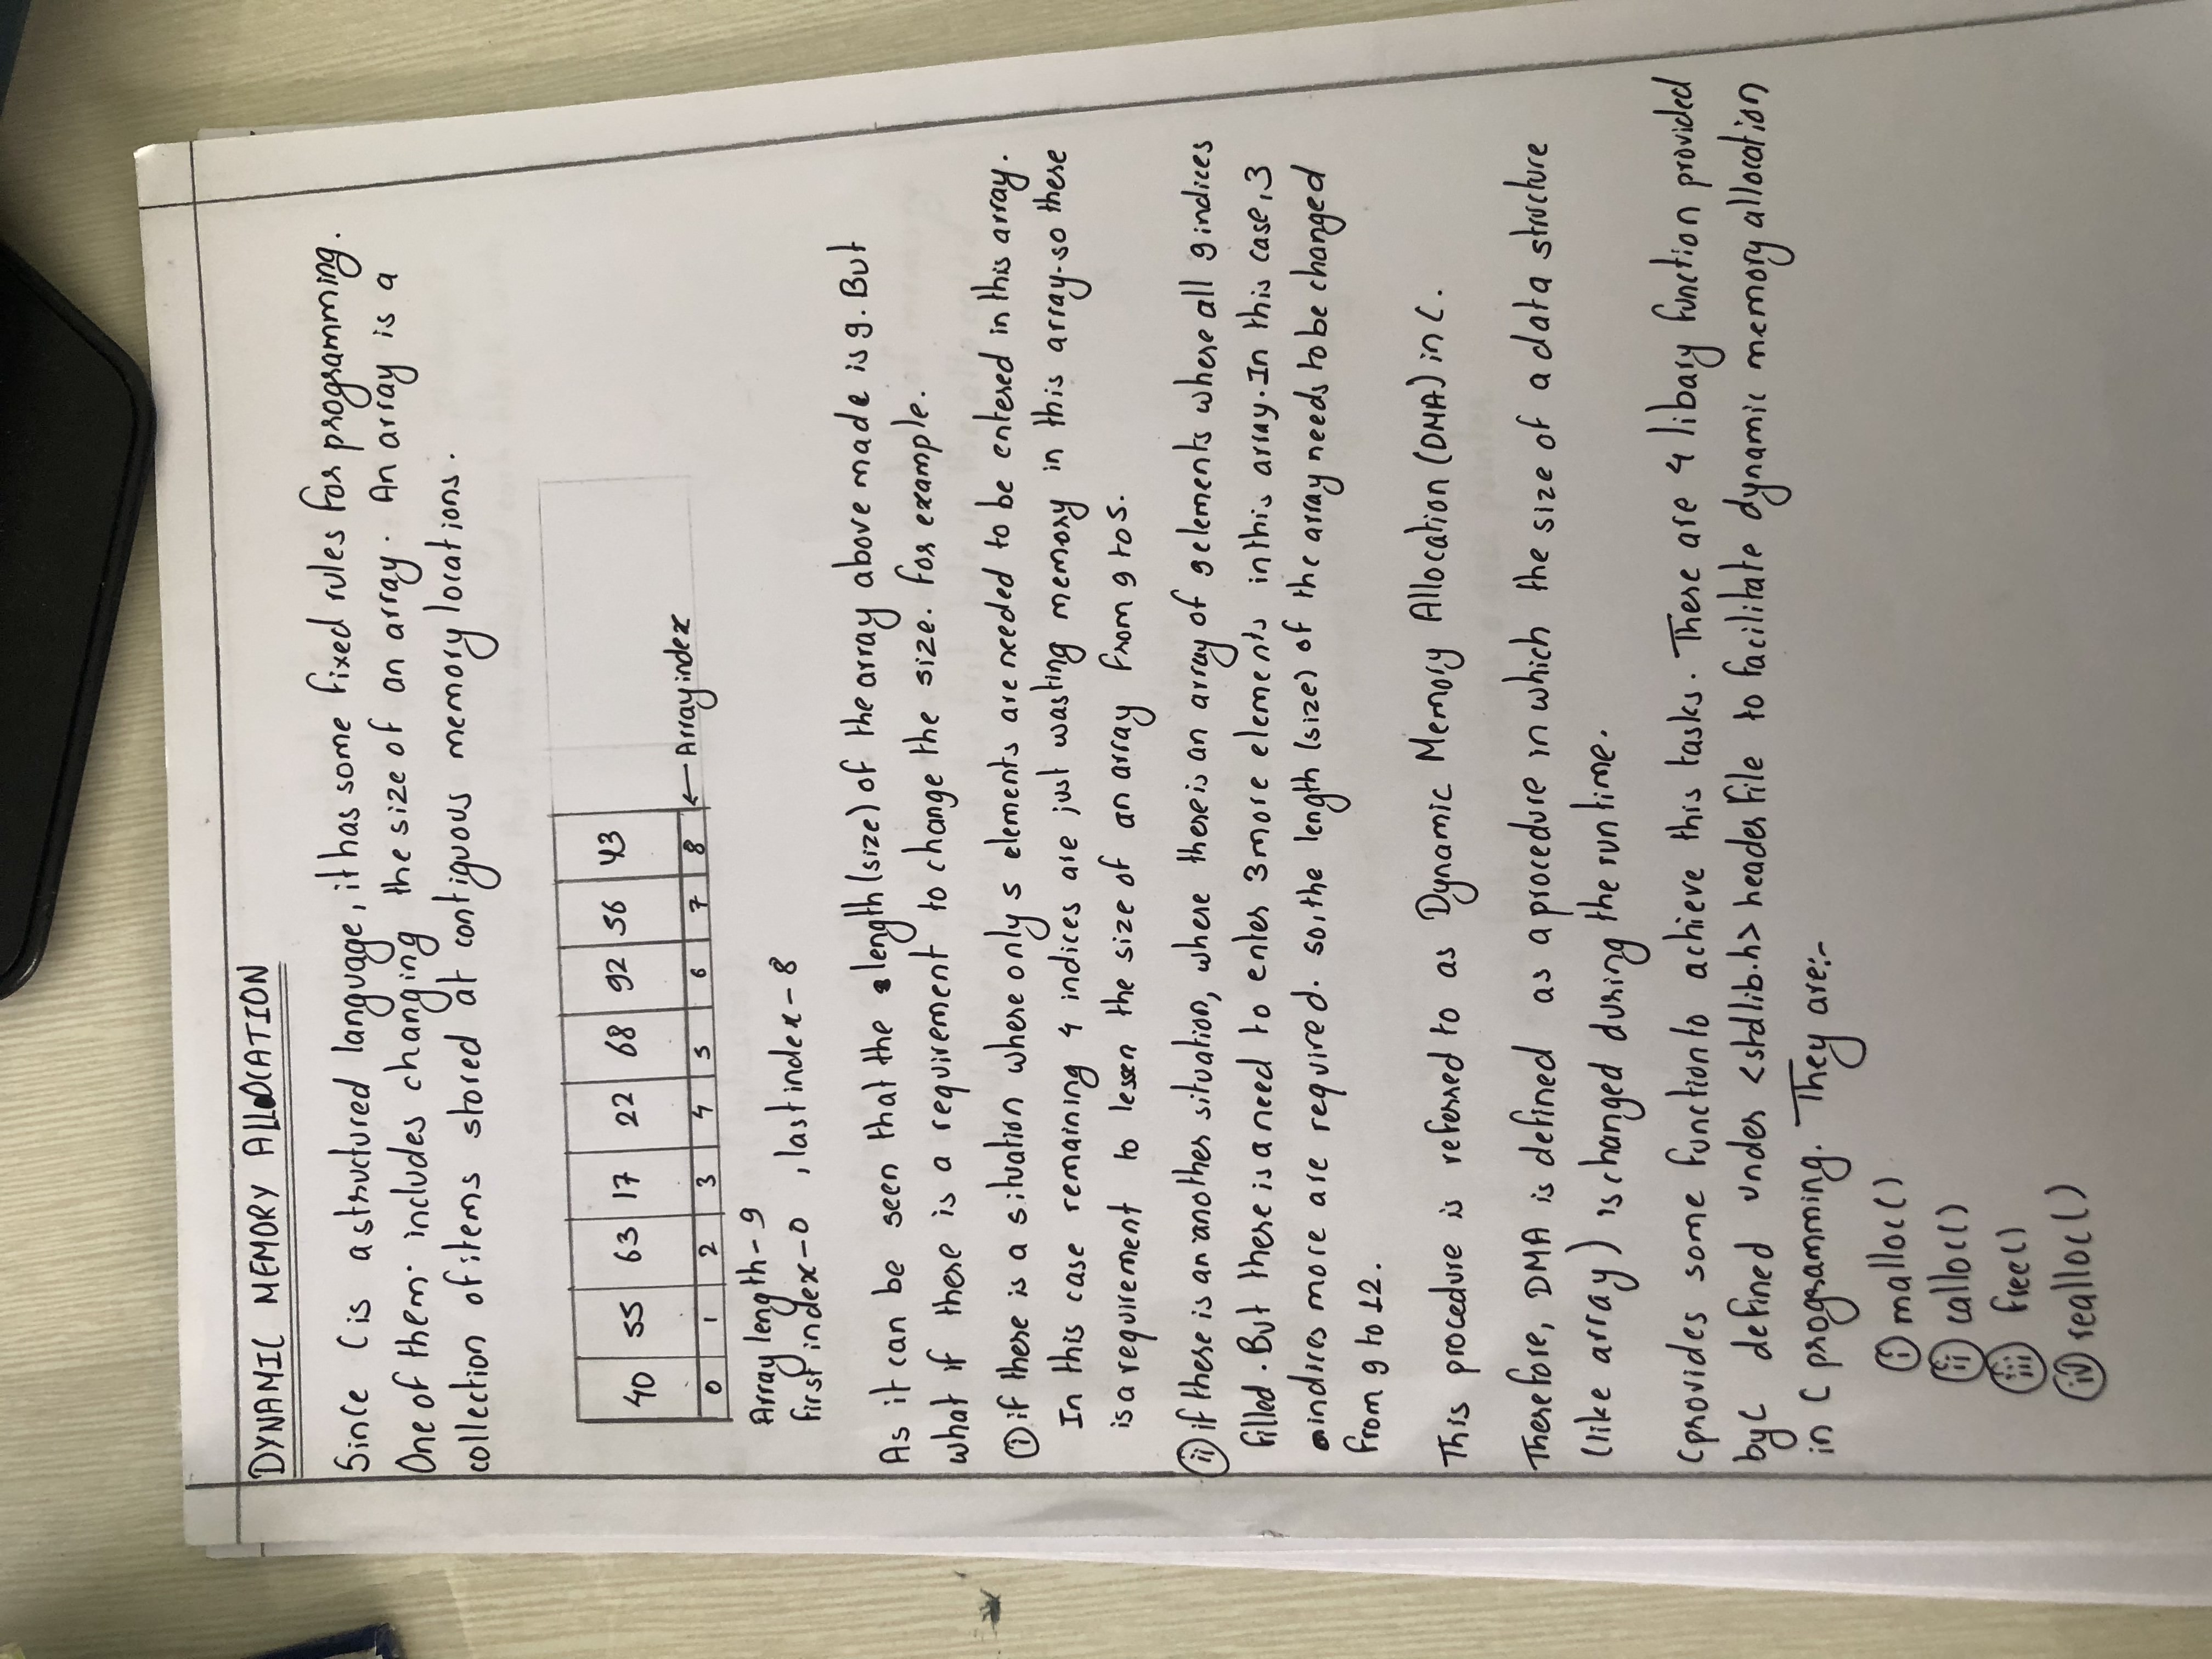 DYNAMIC MEMORY ALLOCATION
Since C is a structured language, it has some fixed rules for programming.
One of them includes changing the size of an array. An array is a
collection of items stored at contiguous memory locations.
40 55 63 17 22 68 92 56 43
0 1 2 3 4 5 6 7 8 ← Array index
Array length - 9
first index - 0 , last index - 8
As it can be seen that the length (size) of the array above made is 9. But
what if there is a requirement to change the size. For example.
(i) if there is a situation where only 5 elements are needed to be entered in this array.
In this case remaining 4 indices are just wasting memory in this array. so there
is a requirement to lessen the size of an array from 9 to 5.
(ii) if there is an another situation, where there is an array of 9 elements where all 9 indices
filled. But there is a need to enter 3 more elements in this array. In this case, 3
indices more are required. so, the length (size) of the array needs to be changed
from 9 to 12.
This procedure is referred to as Dynamic Memory Allocation (DMA) in C.
Therefore, DMA is defined as a procedure in which the size of a data structure
(like array) is changed during the run time.
C provides some function to achieve this tasks. There are 4 libary function provided
by C defined under <stdlib.h> header file to facilitate dynamic memory allocation
in C programming. They are:-
(i) malloc()
(ii) calloc()
(iii) free()
(iv) realloc()